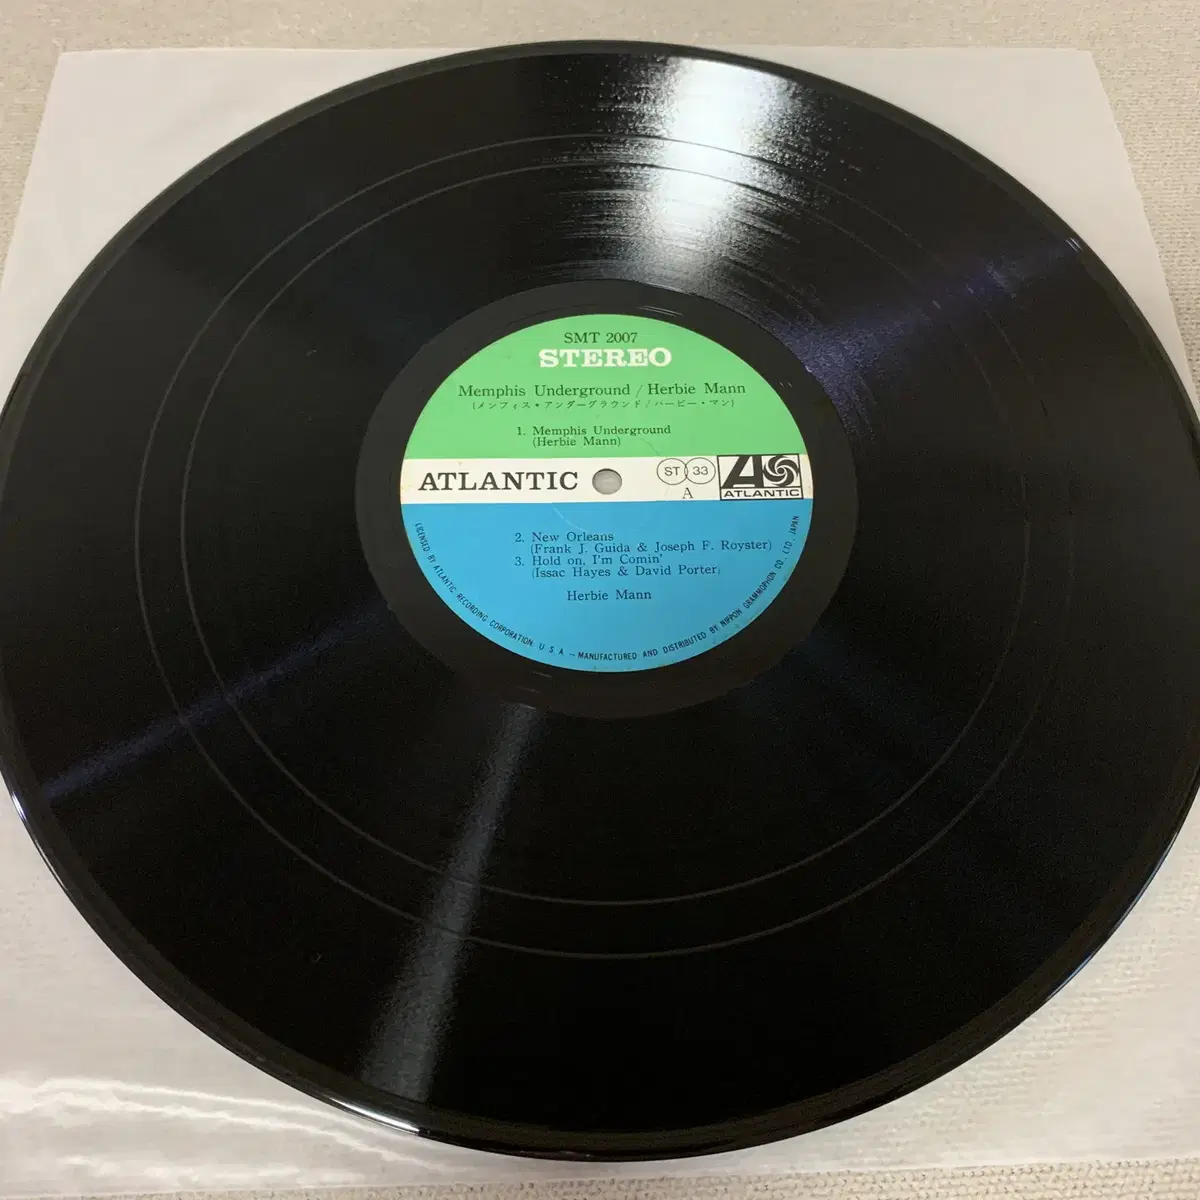 SMT 2007
STEREO
Memphis Underground / Herbie Mann
(メンフィス・アンダーグラウンド/ハービー・マン)
1. Memphis Underground
(Herbie Mann)
ATLANTIC
ST 33
A
ATLANTIC
2. New Orleans
(Frank J. Guida & Joseph F. Royster)
3. Hold on, I'm Comin'
(Issac Hayes & David Porter)
Herbie Mann
LICENSED BY ATLANTIC RECORDING CORPORATION U.S.A — MANUFACTURED AND DISTRIBUTED BY NIPPON GRAMMOPHON CO., LTD. JAPAN